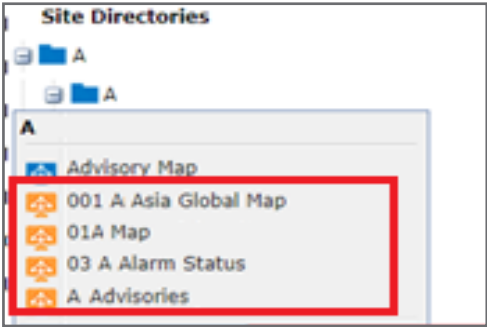 Site Directories
A
A
A
Advisory Map
001 A Asia Global Map
01A Map
03 A Alarm Status
A Advisories